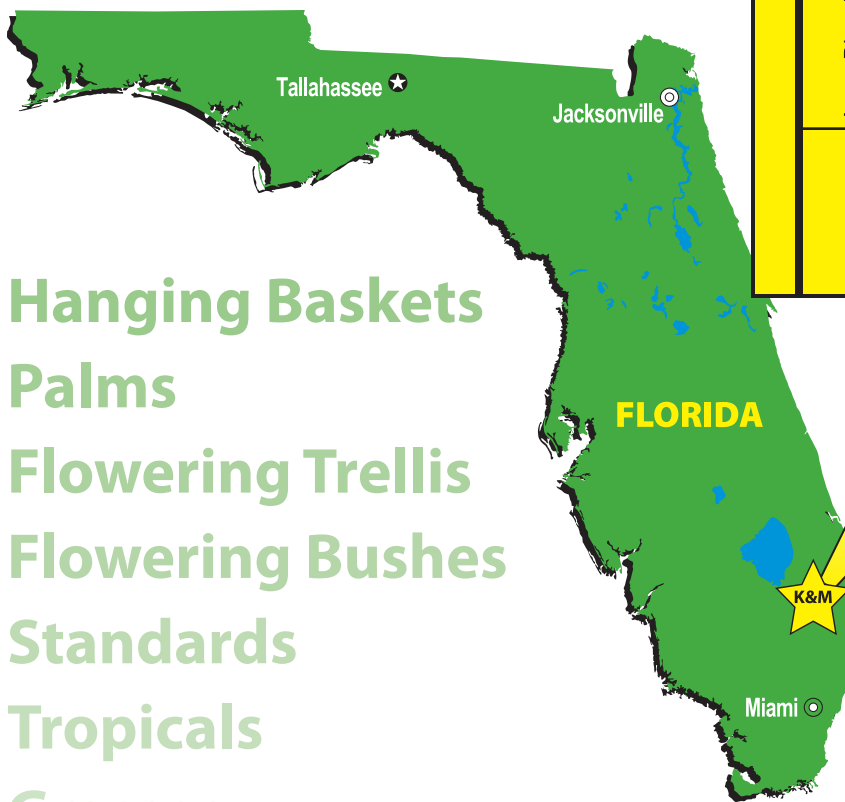 Tallahassee
Jacksonville
Hanging Baskets
Palms
Flowering Trellis
FLORIDA
Flowering Bushes
K&M
Standards
Tropicals
Miami